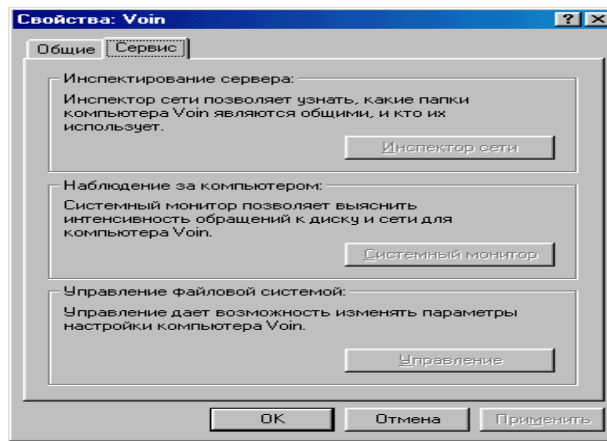 Свойства: Voin
Общие Сервис
Инспектирование сервера:
Инспектор сети позволяет узнать, какие папки
компьютера Voin являются общими, и кто их
использует.
Инспектор сети
Наблюдение за компьютером:
Системный монитор позволяет выяснить
интенсивность обращений к диску и сети для
компьютера Voin.
Системный монитор
Управление файловой системой:
Управление дает возможность изменять параметры
настройки компьютера Voin.
Управление
OK Отмена Применить